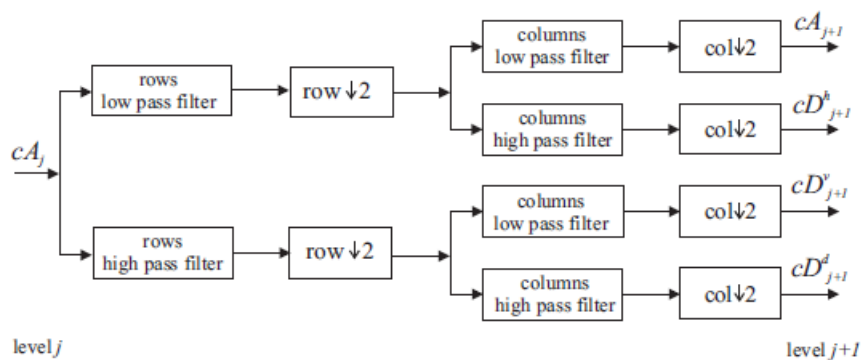 columns
low pass filter
col↓2
cA_{j+1}
rows
low pass filter
row↓2
columns
high pass filter
col↓2
cD^h_{j+1}
cA_j
columns
low pass filter
col↓2
cD^v_{j+1}
rows
high pass filter
row↓2
columns
high pass filter
col↓2
cD^d_{j+1}
level j
level j+1